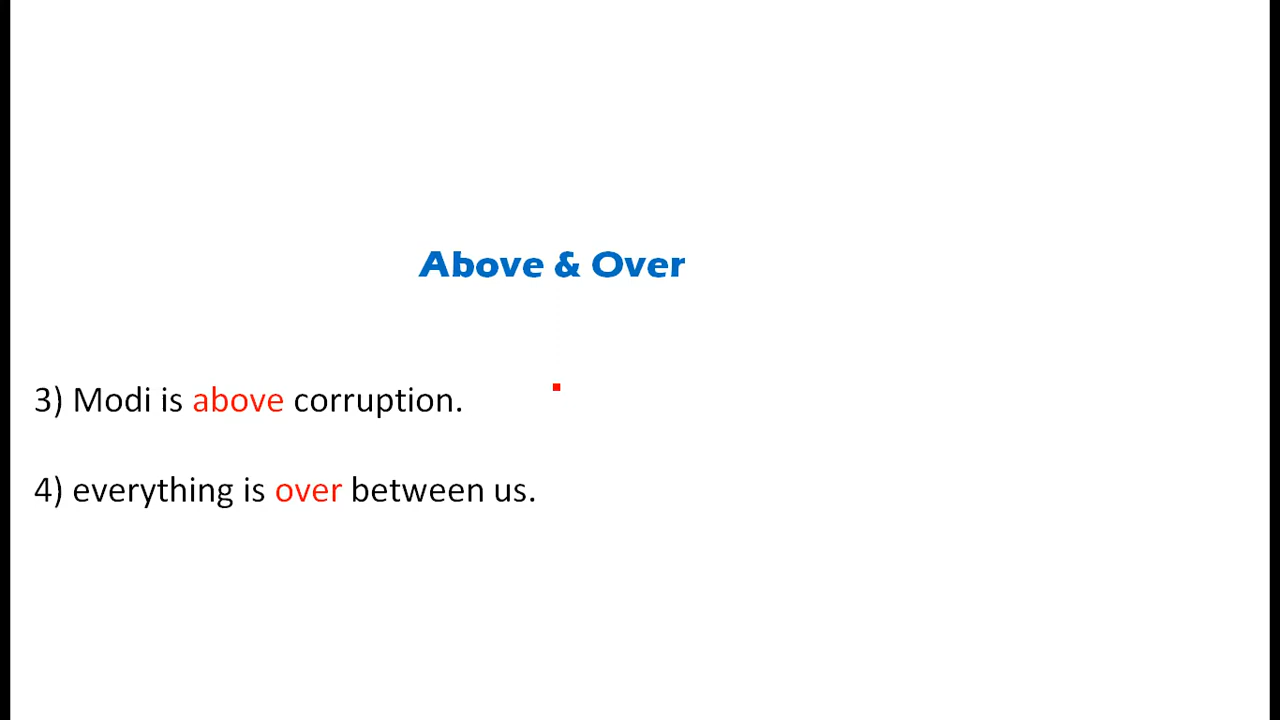 Above & Over
3) Modi is above corruption.
4) everything is over between us.